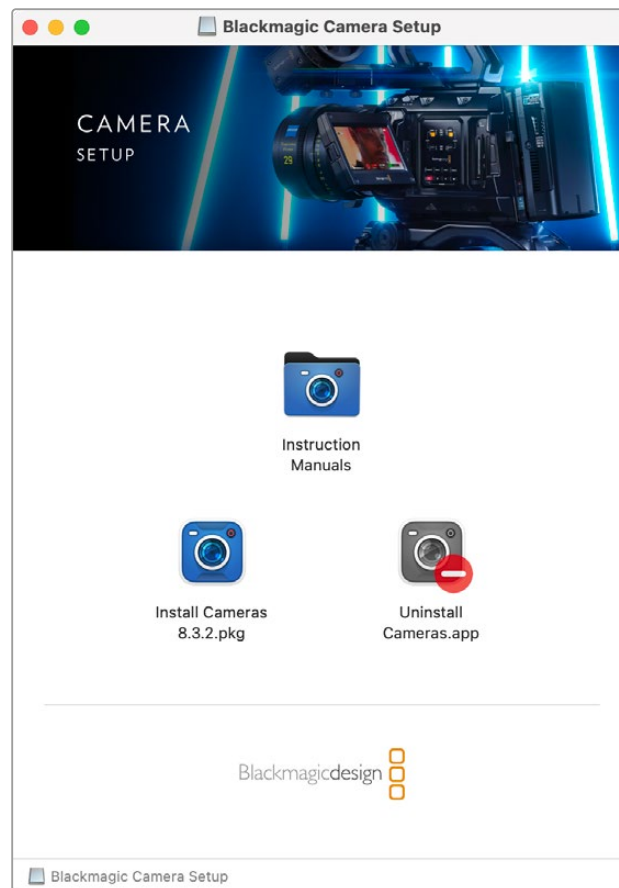 Blackmagic Camera Setup
CAMERA
SETUP
29
Instruction
Manuals
Install Cameras
8.3.2.pkg
Uninstall
Cameras.app
Blackmagicdesign
Blackmagic Camera Setup